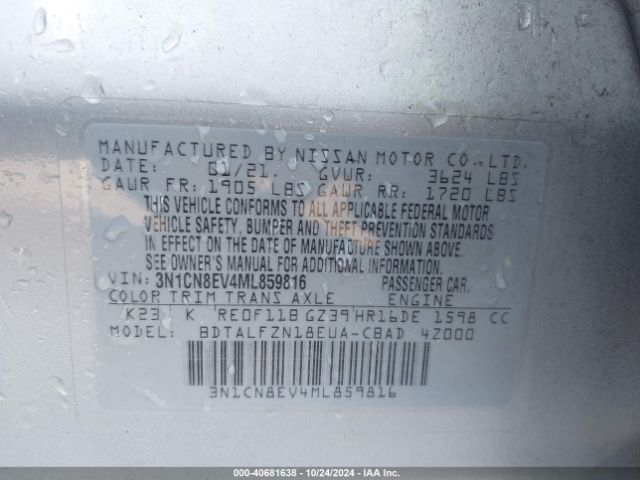 MANUFACTURED BY NISSAN MOTOR CO.,LTD.
DATE: 01/21. GVWR: 3624 LBS
GAWR FR: 1905 LBS GAWR RR: 1720 LBS
THIS VEHICLE CONFORMS TO ALL APPLICABLE FEDERAL MOTOR
VEHICLE SAFETY, BUMPER AND THEFT PREVENTION STANDARDS
IN EFFECT ON THE DATE OF MANUFACTURE SHOWN ABOVE.
SEE OWNER'S MANUAL FOR ADDITIONAL INFORMATION.
VIN: 3N1CN8EV4ML859816 PASSENGER CAR.
COLOR TRIM TRANS AXLE ENGINE
K23 K RE0F11B GZ39 HR16DE 1598 CC
MODEL: BDTALFZN18EUA-CBAD 4Z000
3N1CN8EV4ML859816
000-40681638 | 10/24/2024 | IAAI.COM